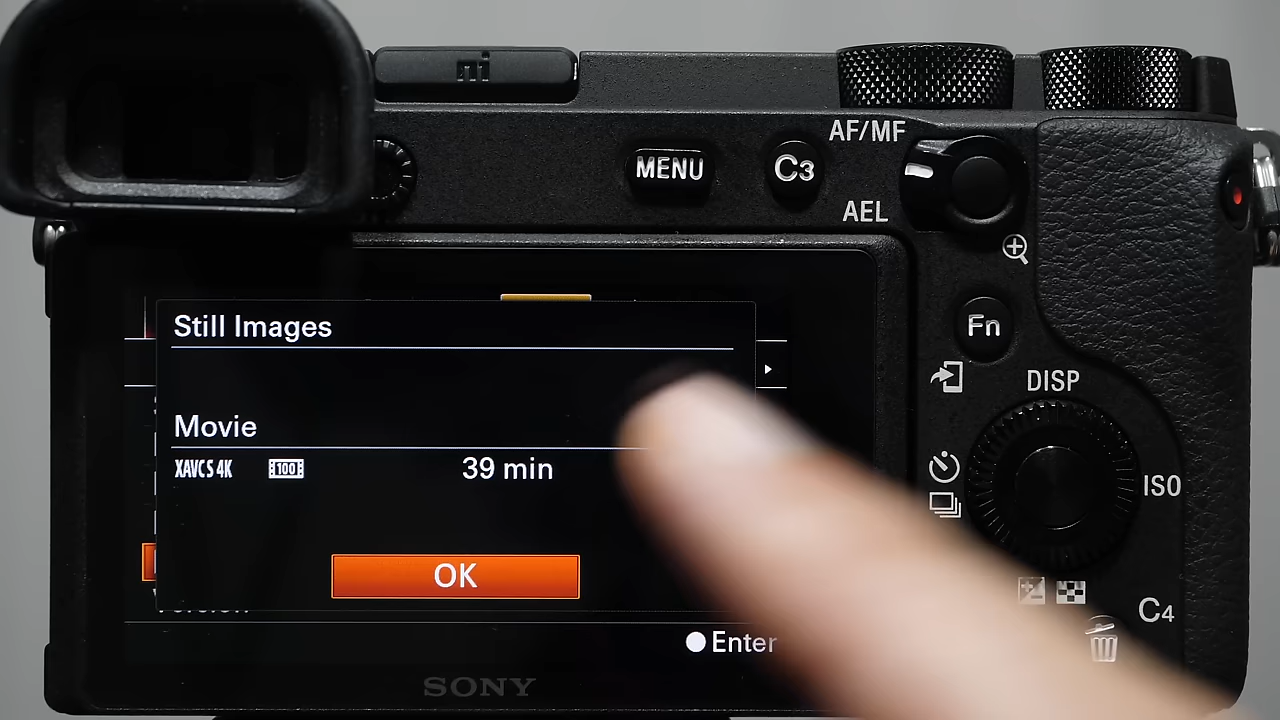 AF/MF
MENU
C3
AEL
Fn
Still Images
DISP
Movie
XAVC S 4K 100 39 min
ISO
OK
C4
Enter
SONY